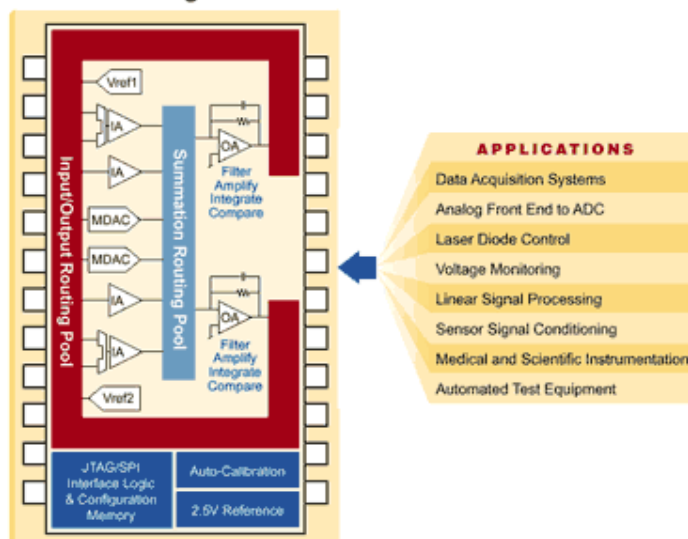 Vref1
IA
IA
MDAC
MDAC
IA
IA
Vref2
Input/Output Routing Pool
Summation Routing Pool
OA
Filter
Amplify
Integrate
Compare
OA
Filter
Amplify
Integrate
Compare
JTAG/SPI
Interface Logic
& Configuration
Memory
Auto-Calibration
2.5V Reference
APPLICATIONS
Data Acquisition Systems
Analog Front End to ADC
Laser Diode Control
Voltage Monitoring
Linear Signal Processing
Sensor Signal Conditioning
Medical and Scientific Instrumentation
Automated Test Equipment